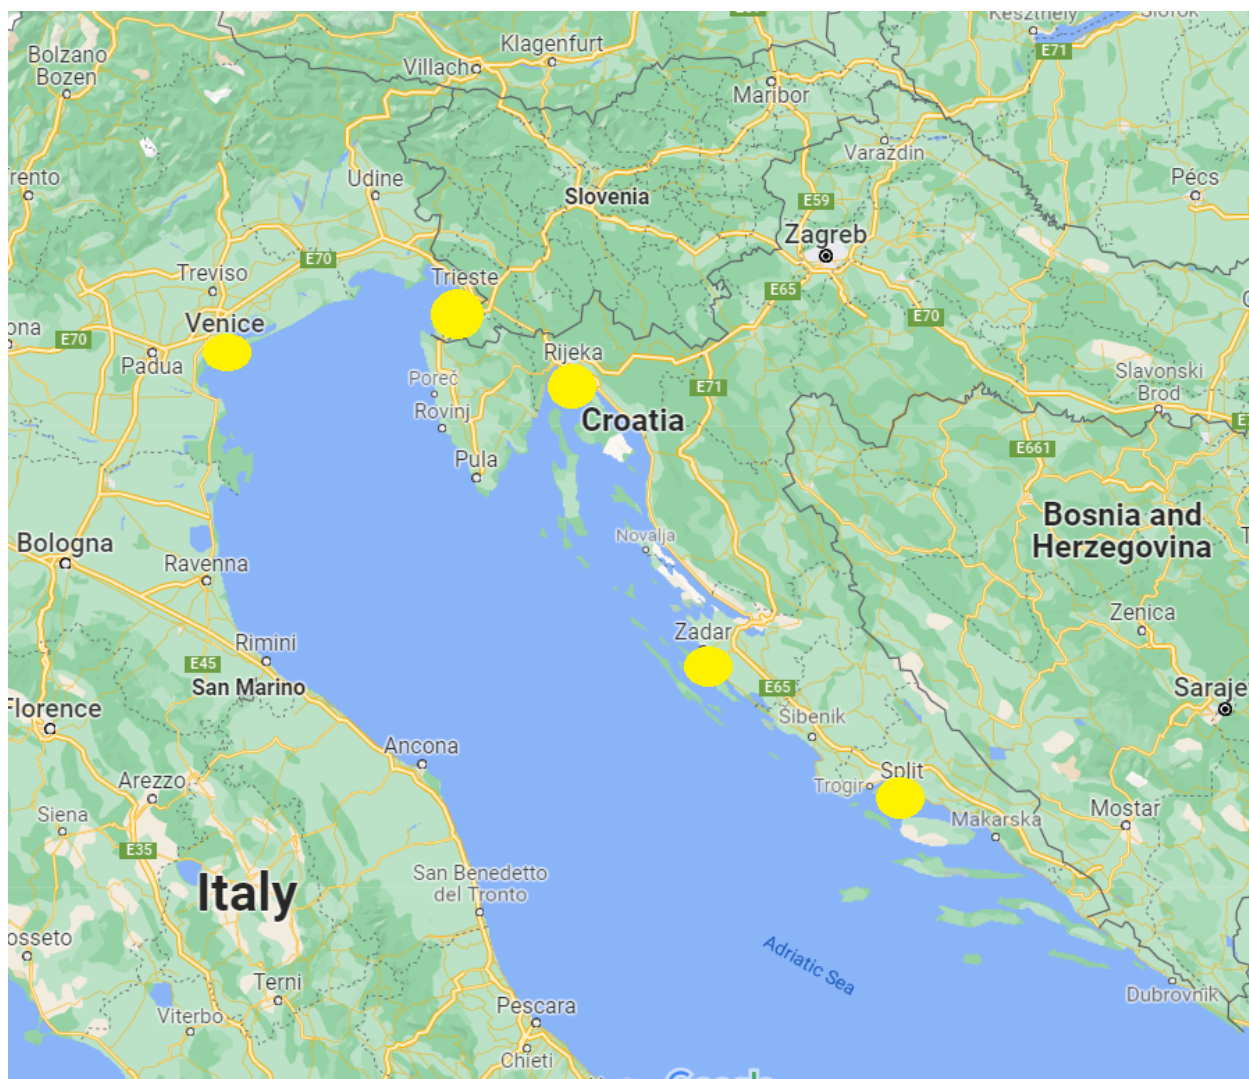 Keszthely
Siófok
E71
Klagenfurt
Bolzano
Bozen
Villach
Maribor
Varaždin
Udine
Slovenia
E59
Pécs
Zagreb
E70
Treviso
Trieste
E65
E70
Venice
E70
Padua
Rijeka
Poreč
Rovinj
Croatia
E71
Slavonski
Brod
E661
Pula
Bosnia and
Herzegovina
Bologna
Novalja
Ravenna
Zenica
Zadar
Rimini
E45
San Marino
E65
Saraje
Florence
Šibenik
Ancona
Split
Trogir
Arezzo
Siena
Makarska
Mostar
E35
San Benedetto
del Tronto
Italy
osseto
Adriatic Sea
Terni
Dubrovnik
Viterbo
Pescara
Chieti